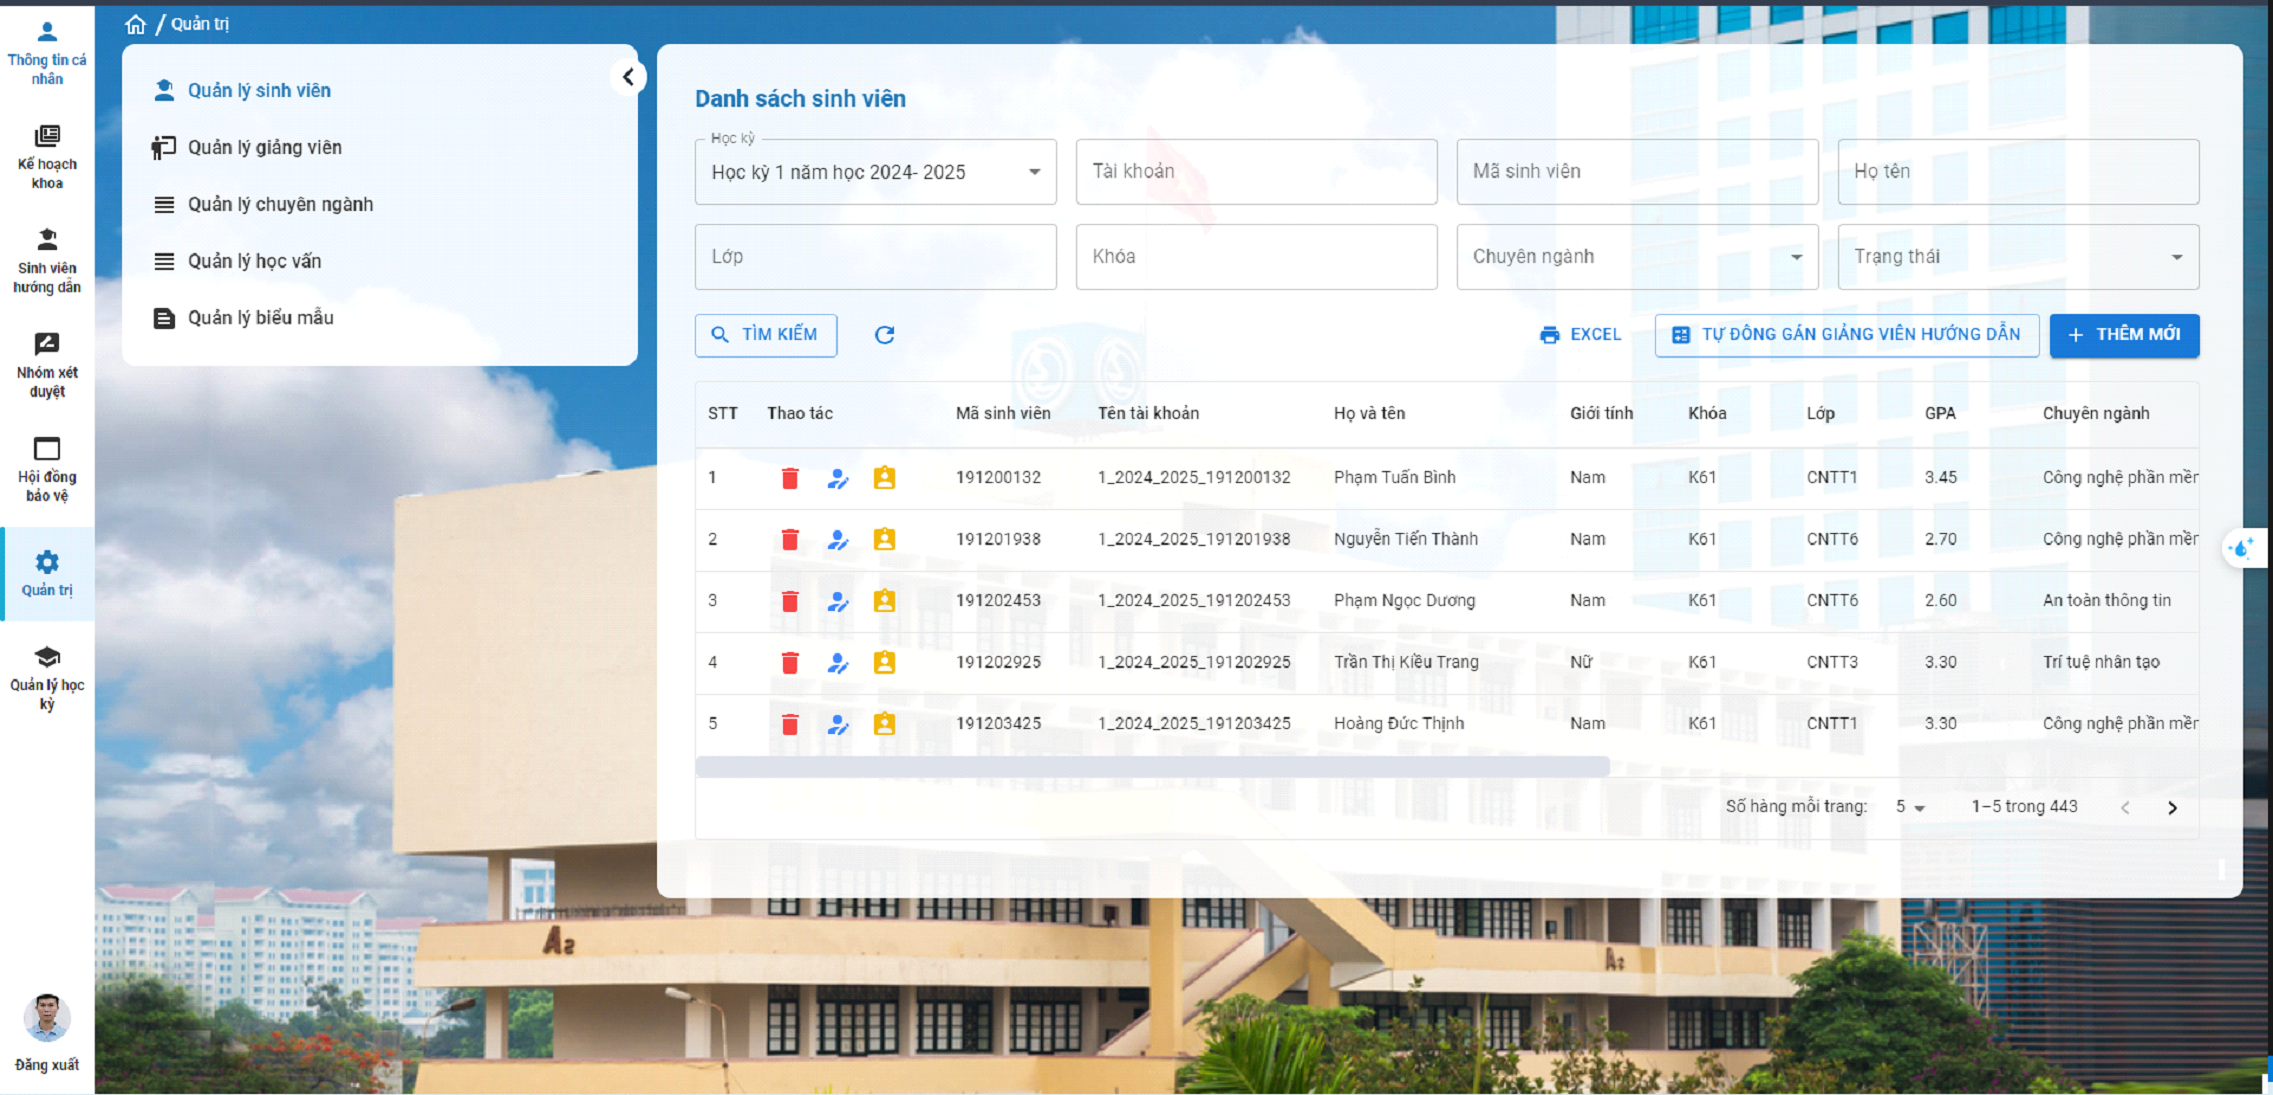 Quản trị
Thông tin cá
nhân
Kế hoạch
khoa
Sinh viên
hướng dẫn
Nhóm xét
duyệt
Hội đồng
bảo vệ
Quản trị
Quản lý học
kỳ
Đăng xuất
Quản lý sinh viên
Quản lý giảng viên
Quản lý chuyên ngành
Quản lý học vấn
Quản lý biểu mẫu
Danh sách sinh viên
Học kỳ
Học kỳ 1 năm học 2024- 2025
Tài khoản
Mã sinh viên
Họ tên
Lớp
Khóa
Chuyên ngành
Trạng thái
TÌM KIẾM
EXCEL
TỰ ĐỘNG GÁN GIẢNG VIÊN HƯỚNG DẪN
THÊM MỚI
STT Thao tác Mã sinh viên Tên tài khoản Họ và tên Giới tính Khóa Lớp GPA Chuyên ngành
1 191200132 1_2024_2025_191200132 Phạm Tuấn Bình Nam K61 CNTT1 3.45 Công nghệ phần mềm
2 191201938 1_2024_2025_191201938 Nguyễn Tiến Thành Nam K61 CNTT6 2.70 Công nghệ phần mềm
3 191202453 1_2024_2025_191202453 Phạm Ngọc Dương Nam K61 CNTT6 2.60 An toàn thông tin
4 191202925 1_2024_2025_191202925 Trần Thị Kiều Trang Nữ K61 CNTT3 3.30 Trí tuệ nhân tạo
5 191203425 1_2024_2025_191203425 Hoàng Đức Thịnh Nam K61 CNTT1 3.30 Công nghệ phần mềm
Số hàng mỗi trang: 5 1–5 trong 443
A2
A2